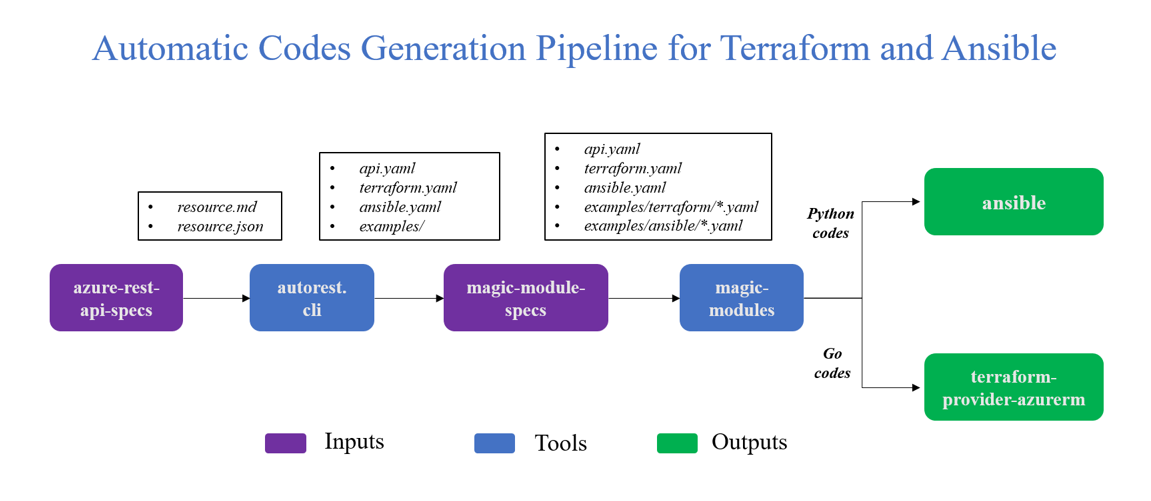 Automatic Codes Generation Pipeline for Terraform and Ansible
• resource.md
• resource.json
• api.yaml
• terraform.yaml
• ansible.yaml
• examples/
• api.yaml
• terraform.yaml
• ansible.yaml
• examples/terraform/*.yaml
• examples/ansible/*.yaml
azure-rest-
api-specs
autorest.
cli
magic-module-
specs
magic-
modules
Python
codes
ansible
Go
codes
terraform-
provider-azurerm
Inputs
Tools
Outputs